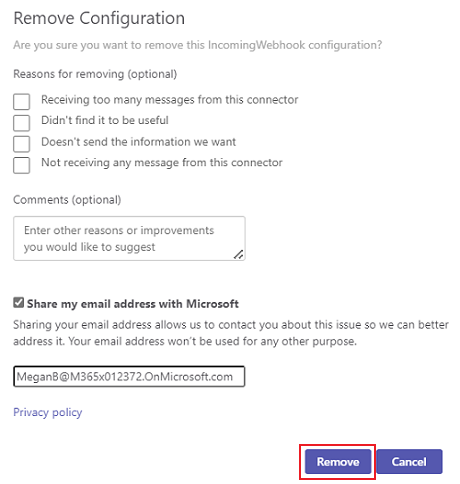 Remove Configuration
Are you sure you want to remove this IncomingWebhook configuration?
Reasons for removing (optional)
Receiving too many messages from this connector
Didn't find it to be useful
Doesn't send the information we want
Not receiving any message from this connector
Comments (optional)
Enter other reasons or improvements
you would like to suggest
Share my email address with Microsoft
Sharing your email address allows us to contact you about this issue so we can better
address it. Your email address won't be used for any other purpose.
MeganB@M365x012372.OnMicrosoft.com
Privacy policy
Remove Cancel